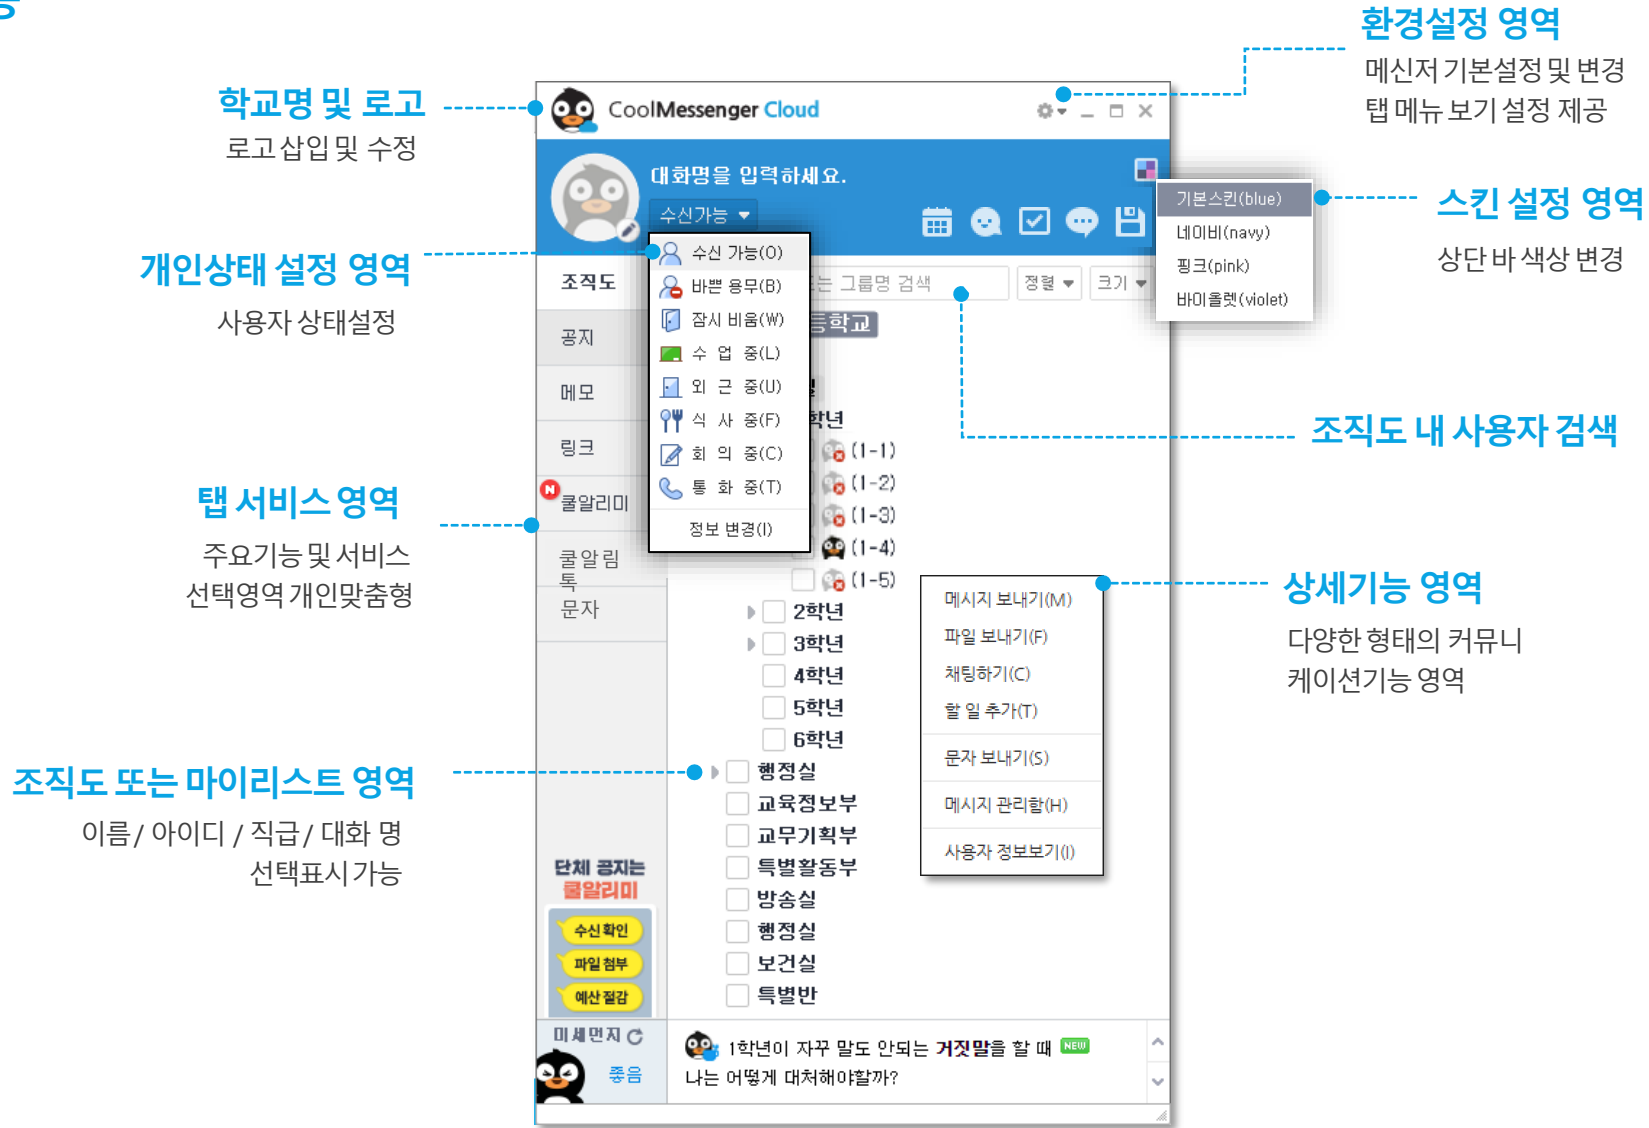 환경설정 영역
메신저 기본설정 및 변경
탭 메뉴 보기 설정 제공
학교명 및 로고
로고 삽입 및 수정
CoolMessenger Cloud
대화명을 입력하세요.
수신가능
기본스킨(blue)
네이비(navy)
핑크(pink)
바이올렛(violet)
스킨 설정 영역
상단 바 색상 변경
개인상태 설정 영역
사용자 상태설정
수신 가능(O)
바쁜 용무(B)
잠시 비움(W)
수 업 중(L)
외 근 중(U)
식 사 중(F)
회 의 중(C)
통 화 중(T)
정보 변경(I)
조직도
공지
메모
링크
쿨알리미
쿨알림
톡
문자
그룹명 검색
정렬
크기
등학교
학년
(1-1)
(1-2)
(1-3)
(1-4)
(1-5)
2학년
3학년
4학년
5학년
6학년
행정실
교육정보부
교무기획부
특별활동부
방송실
행정실
보건실
특별반
조직도 내 사용자 검색
탭 서비스 영역
주요기능 및 서비스
선택영역 개인맞춤형
메시지 보내기(M)
파일 보내기(F)
채팅하기(C)
할 일 추가(T)
문자 보내기(S)
메시지 관리함(H)
사용자 정보보기(I)
상세기능 영역
다양한 형태의 커뮤니
케이션기능 영역
조직도 또는 마이리스트 영역
이름 / 아이디 / 직급 / 대화 명
선택표시 가능
단체 공지는
쿨알리미
수신 확인
파일 첨부
예산 절감
미세먼지
좋음
1학년이 자꾸 말도 안되는 거짓말을 할 때 NEW
나는 어떻게 대처해야할까?